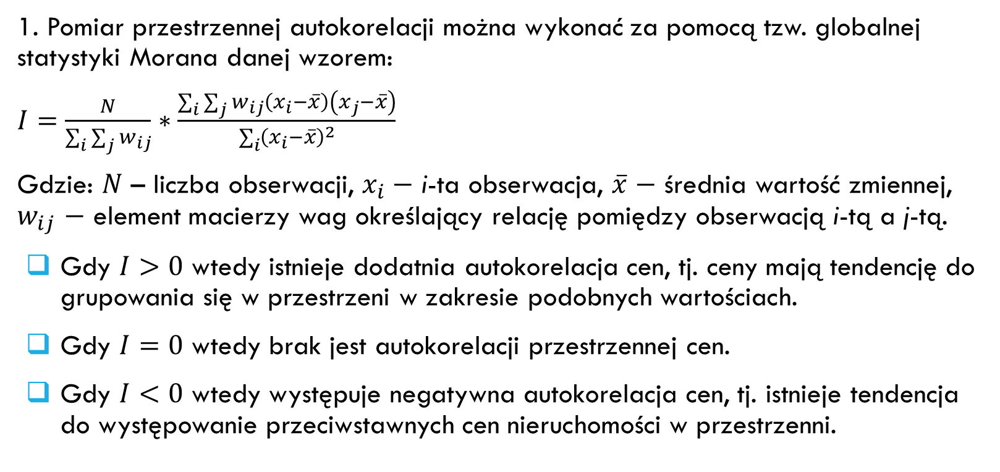 1. Pomiar przestrzennej autokorelacji można wykonać za pomocą tzw. globalnej
statystyki Morana danej wzorem:
$I = \frac{N}{\sum_i \sum_j w_{ij}} * \frac{\sum_i \sum_j w_{ij}(x_i - \bar{x})(x_j - \bar{x})}{\sum_i (x_i - \bar{x})^2}$
Gdzie: $N$ – liczba obserwacji, $x_i$ – i-ta obserwacja, $\bar{x}$ – średnia wartość zmiennej,
$w_{ij}$ – element macierzy wag określający relację pomiędzy obserwacją i-tą a j-tą.
❑ Gdy $I > 0$ wtedy istnieje dodatnia autokorelacja cen, tj. ceny mają tendencję do
grupowania się w przestrzeni w zakresie podobnych wartościach.
❑ Gdy $I = 0$ wtedy brak jest autokorelacji przestrzennej cen.
❑ Gdy $I < 0$ wtedy występuje negatywna autokorelacja cen, tj. istnieje tendencja
do występowanie przeciwstawnych cen nieruchomości w przestrzenni.